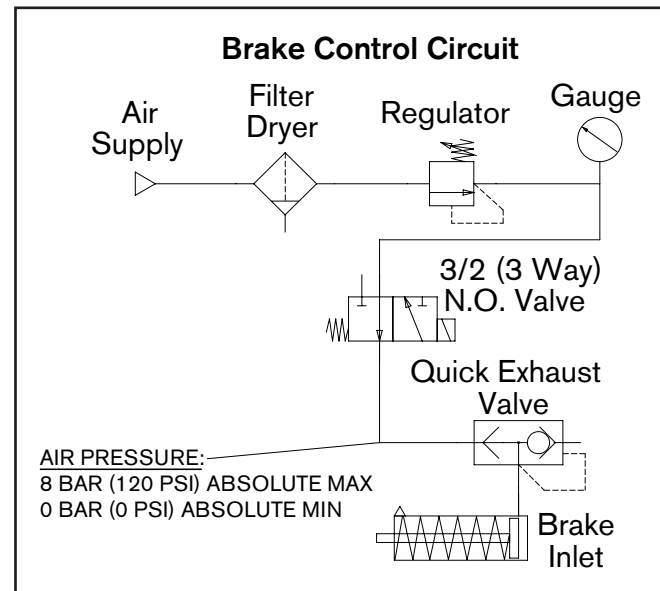 Brake Control Circuit
Air
Supply
Filter
Dryer
Regulator
Gauge
3/2 (3 Way)
N.O. Valve
Quick Exhaust
Valve
AIR PRESSURE:
8 BAR (120 PSI) ABSOLUTE MAX
0 BAR (0 PSI) ABSOLUTE MIN
Brake
Inlet